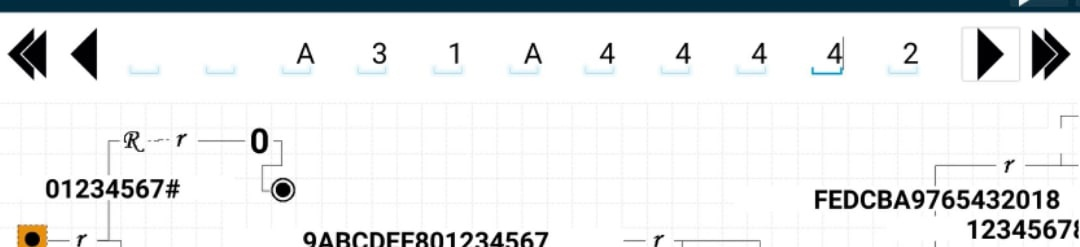 A 3 1 A 4 4 4 4 2
R r 0
01234567#
r
FEDCBA9765432018
r 9ABCDEF801234567 r